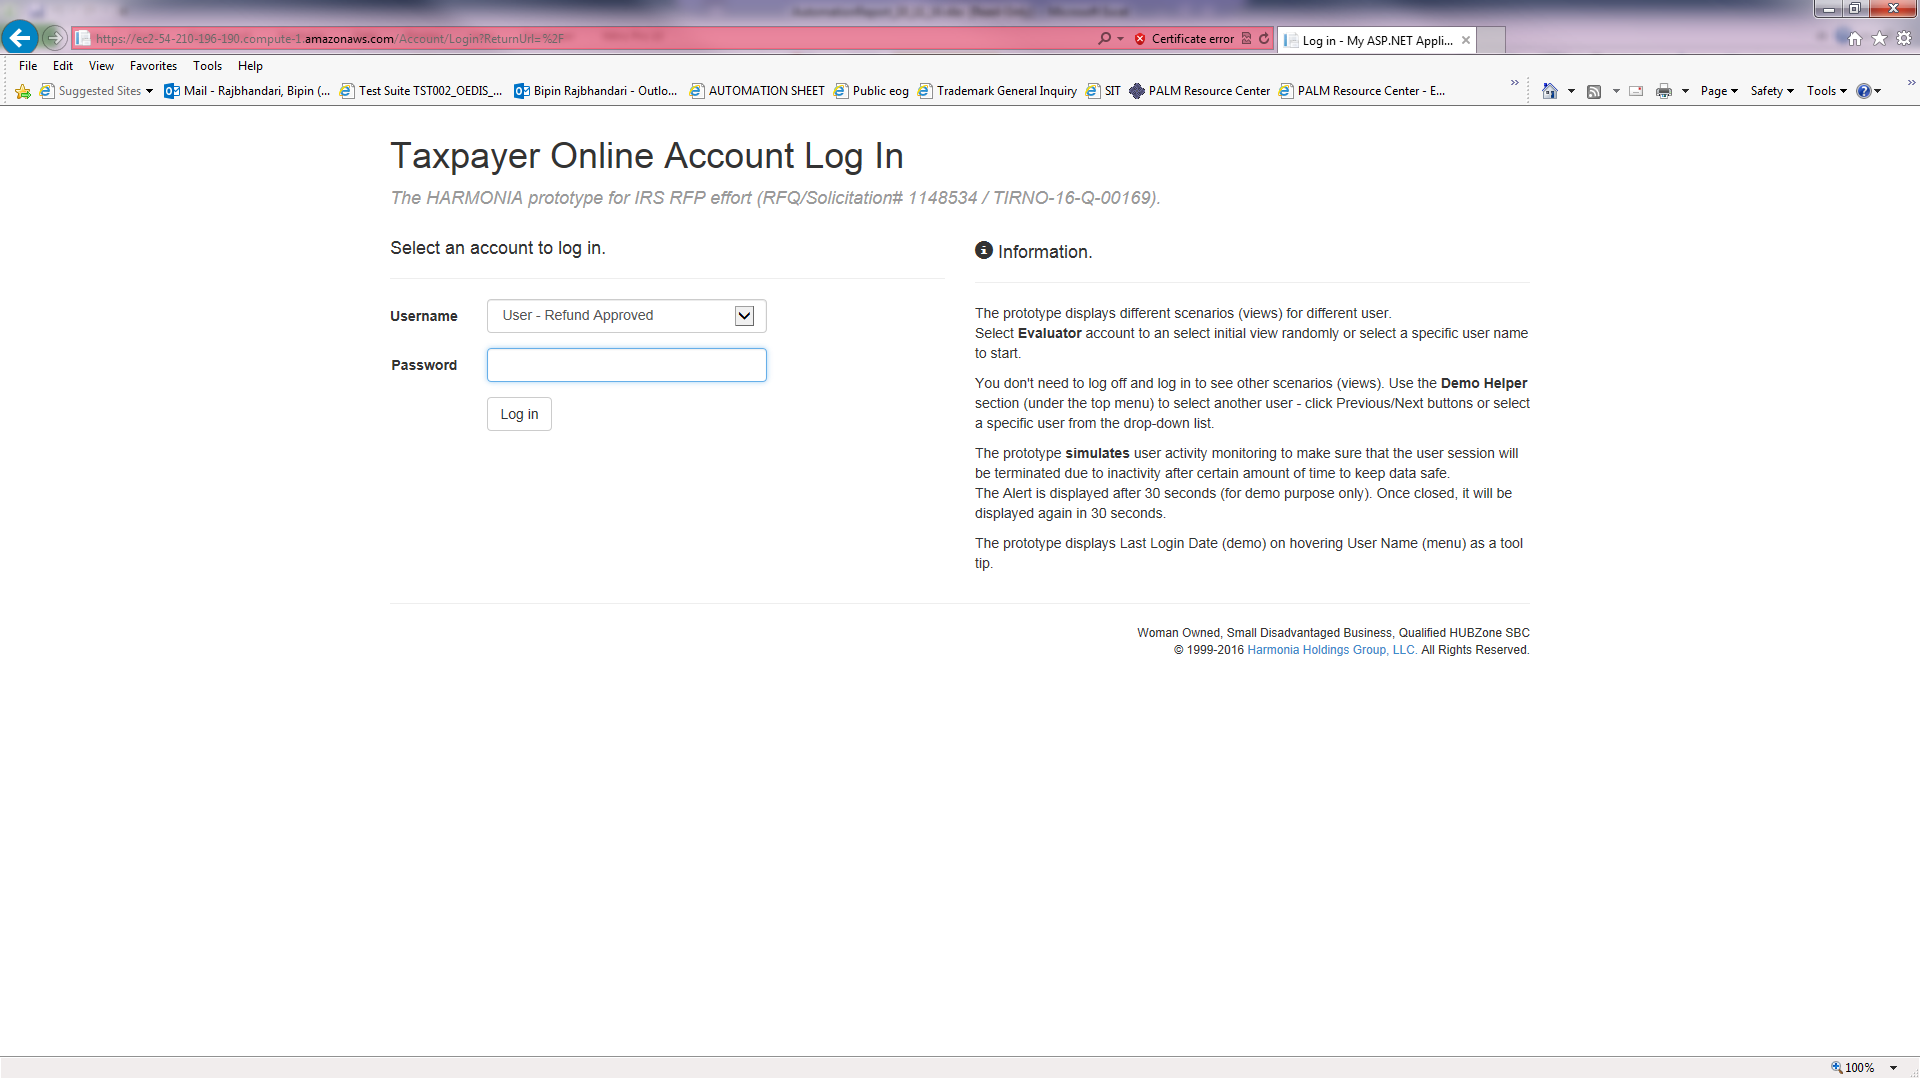 https://ec2-54-210-196-190.compute-1.amazonaws.com/Account/Login?ReturnUrl=%2F
Certificate error
Log in - My ASP.NET Appli...
File Edit View Favorites Tools Help
Suggested Sites
Mail - Rajbhandari, Bipin (...
Test Suite TST002_OEDIS_...
Bipin Rajbhandari - Outlo...
AUTOMATION SHEET
Public eog
Trademark General Inquiry
SIT
PALM Resource Center
PALM Resource Center - E...
Page Safety Tools
Taxpayer Online Account Log In
The HARMONIA prototype for IRS RFP effort (RFQ/Solicitation# 1148534 / TIRNO-16-Q-00169).
Select an account to log in.
Username User - Refund Approved
Password
Log in
Information.
The prototype displays different scenarios (views) for different user.
Select Evaluator account to an select initial view randomly or select a specific user name
to start.
You don't need to log off and log in to see other scenarios (views). Use the Demo Helper
section (under the top menu) to select another user - click Previous/Next buttons or select
a specific user from the drop-down list.
The prototype simulates user activity monitoring to make sure that the user session will
be terminated due to inactivity after certain amount of time to keep data safe.
The Alert is displayed after 30 seconds (for demo purpose only). Once closed, it will be
displayed again in 30 seconds.
The prototype displays Last Login Date (demo) on hovering User Name (menu) as a tool
tip.
Woman Owned, Small Disadvantaged Business, Qualified HUBZone SBC
© 1999-2016 Harmonia Holdings Group, LLC. All Rights Reserved.
100%